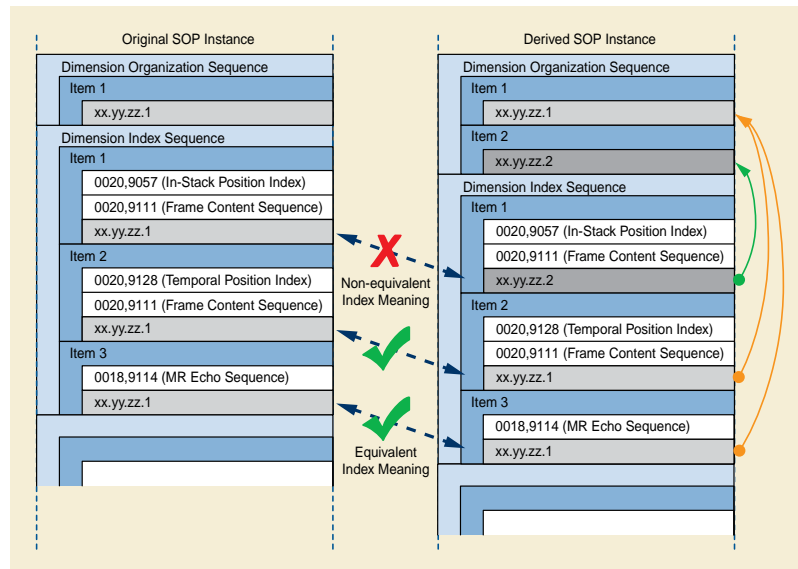 Original SOP Instance
Dimension Organization Sequence
Item 1
xx.yy.zz.1
Dimension Index Sequence
Item 1
0020,9057 (In-Stack Position Index)
0020,9111 (Frame Content Sequence)
xx.yy.zz.1
Item 2
0020,9128 (Temporal Position Index)
0020,9111 (Frame Content Sequence)
xx.yy.zz.1
Item 3
0018,9114 (MR Echo Sequence)
xx.yy.zz.1
Non-equivalent
Index Meaning
Equivalent
Index Meaning
Derived SOP Instance
Dimension Organization Sequence
Item 1
xx.yy.zz.1
Item 2
xx.yy.zz.2
Dimension Index Sequence
Item 1
0020,9057 (In-Stack Position Index)
0020,9111 (Frame Content Sequence)
xx.yy.zz.2
Item 2
0020,9128 (Temporal Position Index)
0020,9111 (Frame Content Sequence)
xx.yy.zz.1
Item 3
0018,9114 (MR Echo Sequence)
xx.yy.zz.1